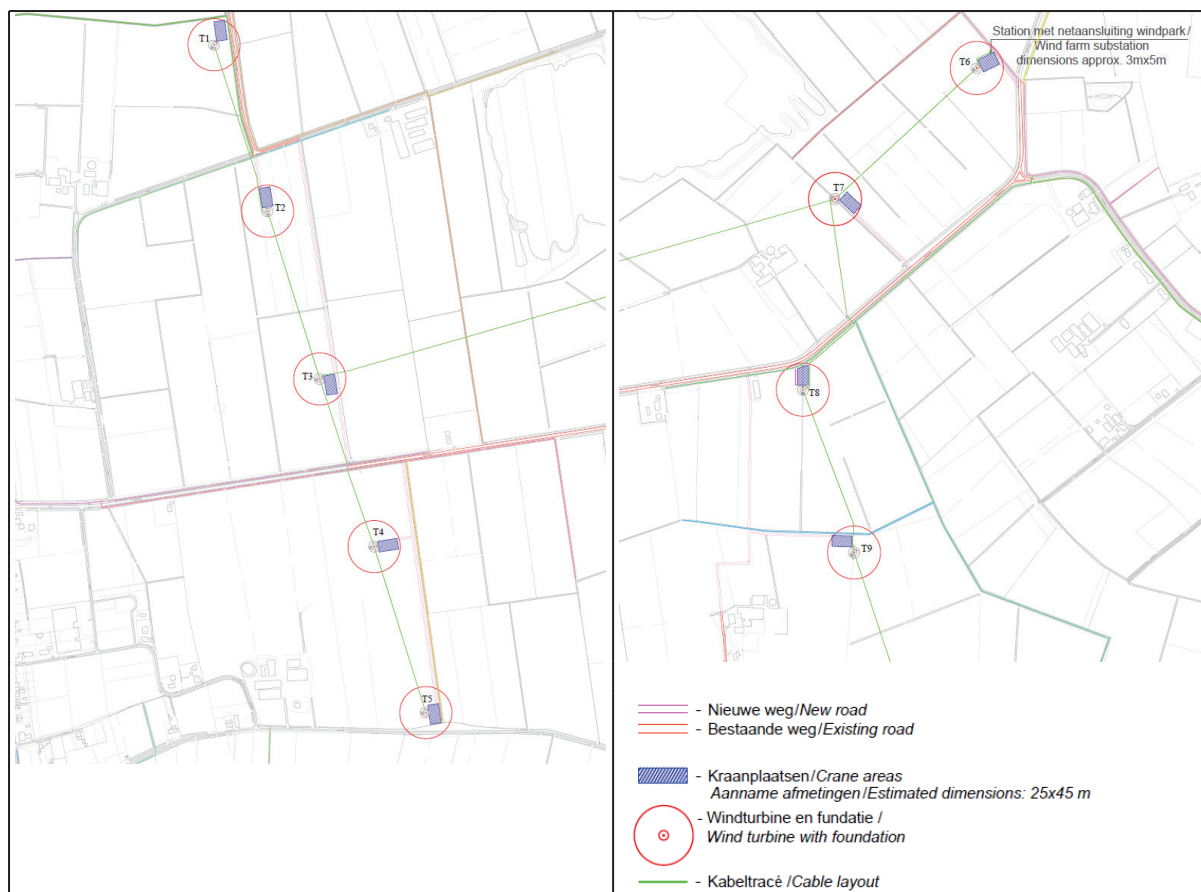 T1
T2
T3
T4
T5
Station met netaansluiting windpark/
Wind farm substation
dimensions approx. 3mx5m
T6
T7
T8
T9
- Nieuwe weg/New road
- Bestaande weg/Existing road
- Kraanplaatsen/Crane areas
Aanname afmetingen/Estimated dimensions: 25x45 m
- Windturbine en fundatie /
Wind turbine with foundation
- Kabeltracé /Cable layout